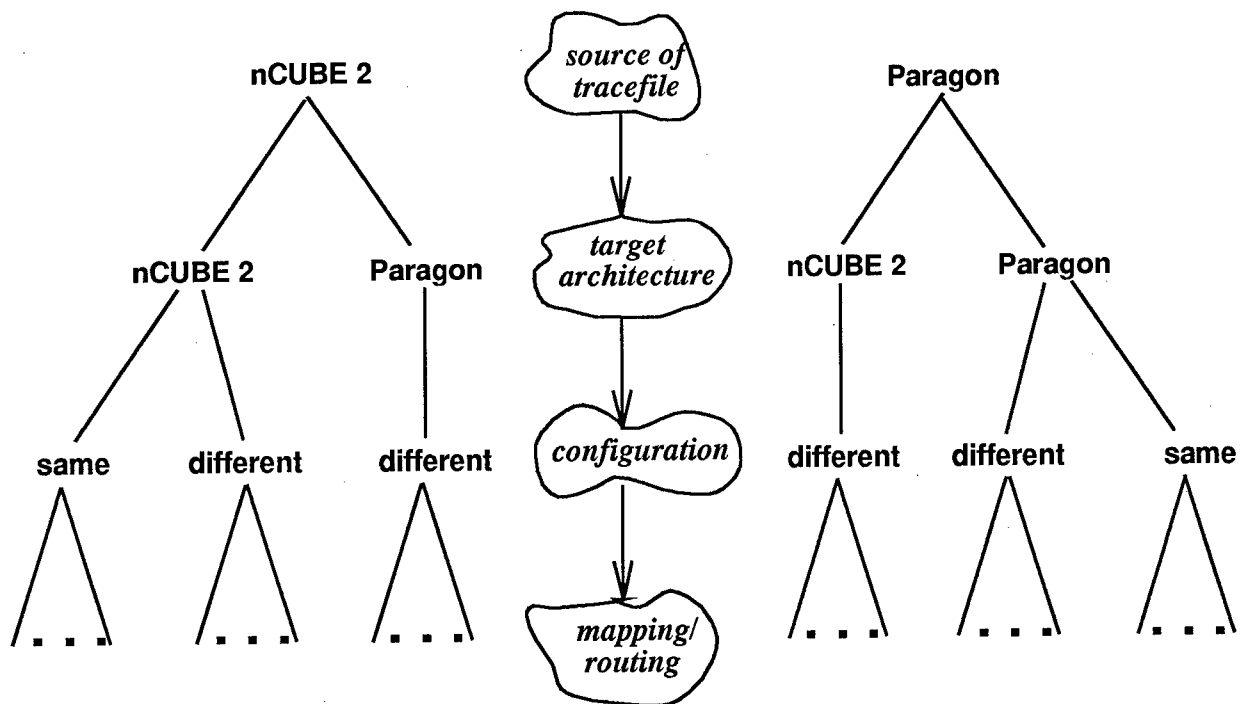 nCUBE 2
source of
tracefile
Paragon
nCUBE 2
Paragon
target
architecture
nCUBE 2
Paragon
same
different
different
configuration
different
different
same
mapping/
routing